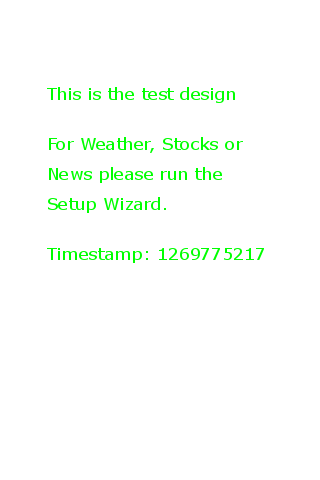 This is the test design
For Weather, Stocks or
News please run the
Setup Wizard.
Timestamp: 1269775217